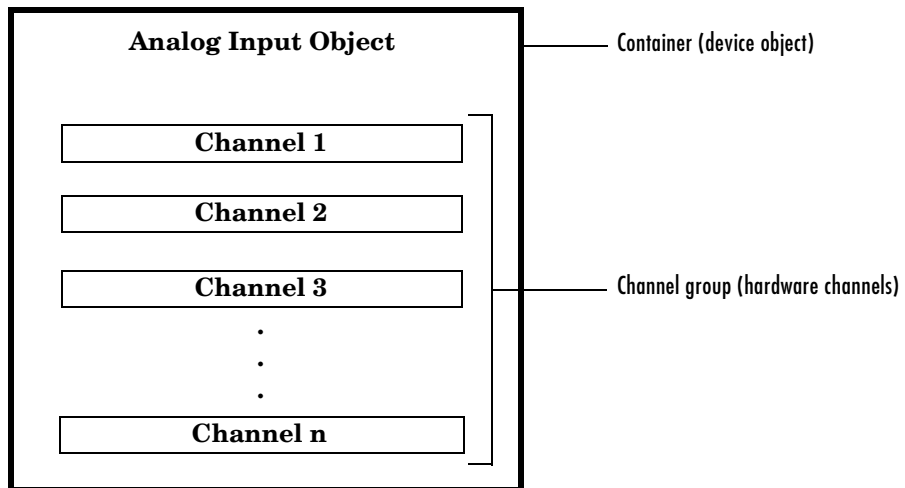 Analog Input Object
Container (device object)
Channel 1
Channel 2
Channel 3
Channel group (hardware channels)
.
.
.
Channel n